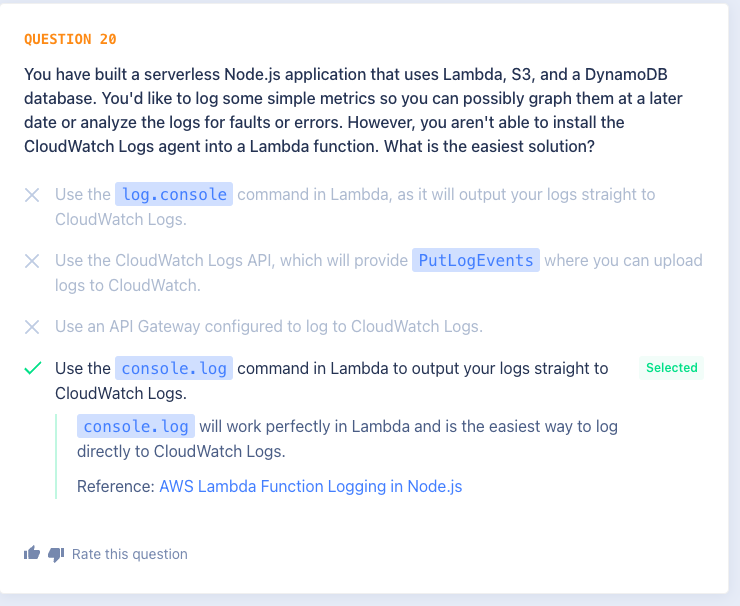 QUESTION 20
You have built a serverless Node.js application that uses Lambda, S3, and a DynamoDB
database. You'd like to log some simple metrics so you can possibly graph them at a later
date or analyze the logs for faults or errors. However, you aren't able to install the
CloudWatch Logs agent into a Lambda function. What is the easiest solution?
Use the log.console command in Lambda, as it will output your logs straight to
CloudWatch Logs.
Use the CloudWatch Logs API, which will provide PutLogEvents where you can upload
logs to CloudWatch.
Use an API Gateway configured to log to CloudWatch Logs.
Use the console.log command in Lambda to output your logs straight to Selected
CloudWatch Logs.
console.log will work perfectly in Lambda and is the easiest way to log
directly to CloudWatch Logs.
Reference: AWS Lambda Function Logging in Node.js
Rate this question